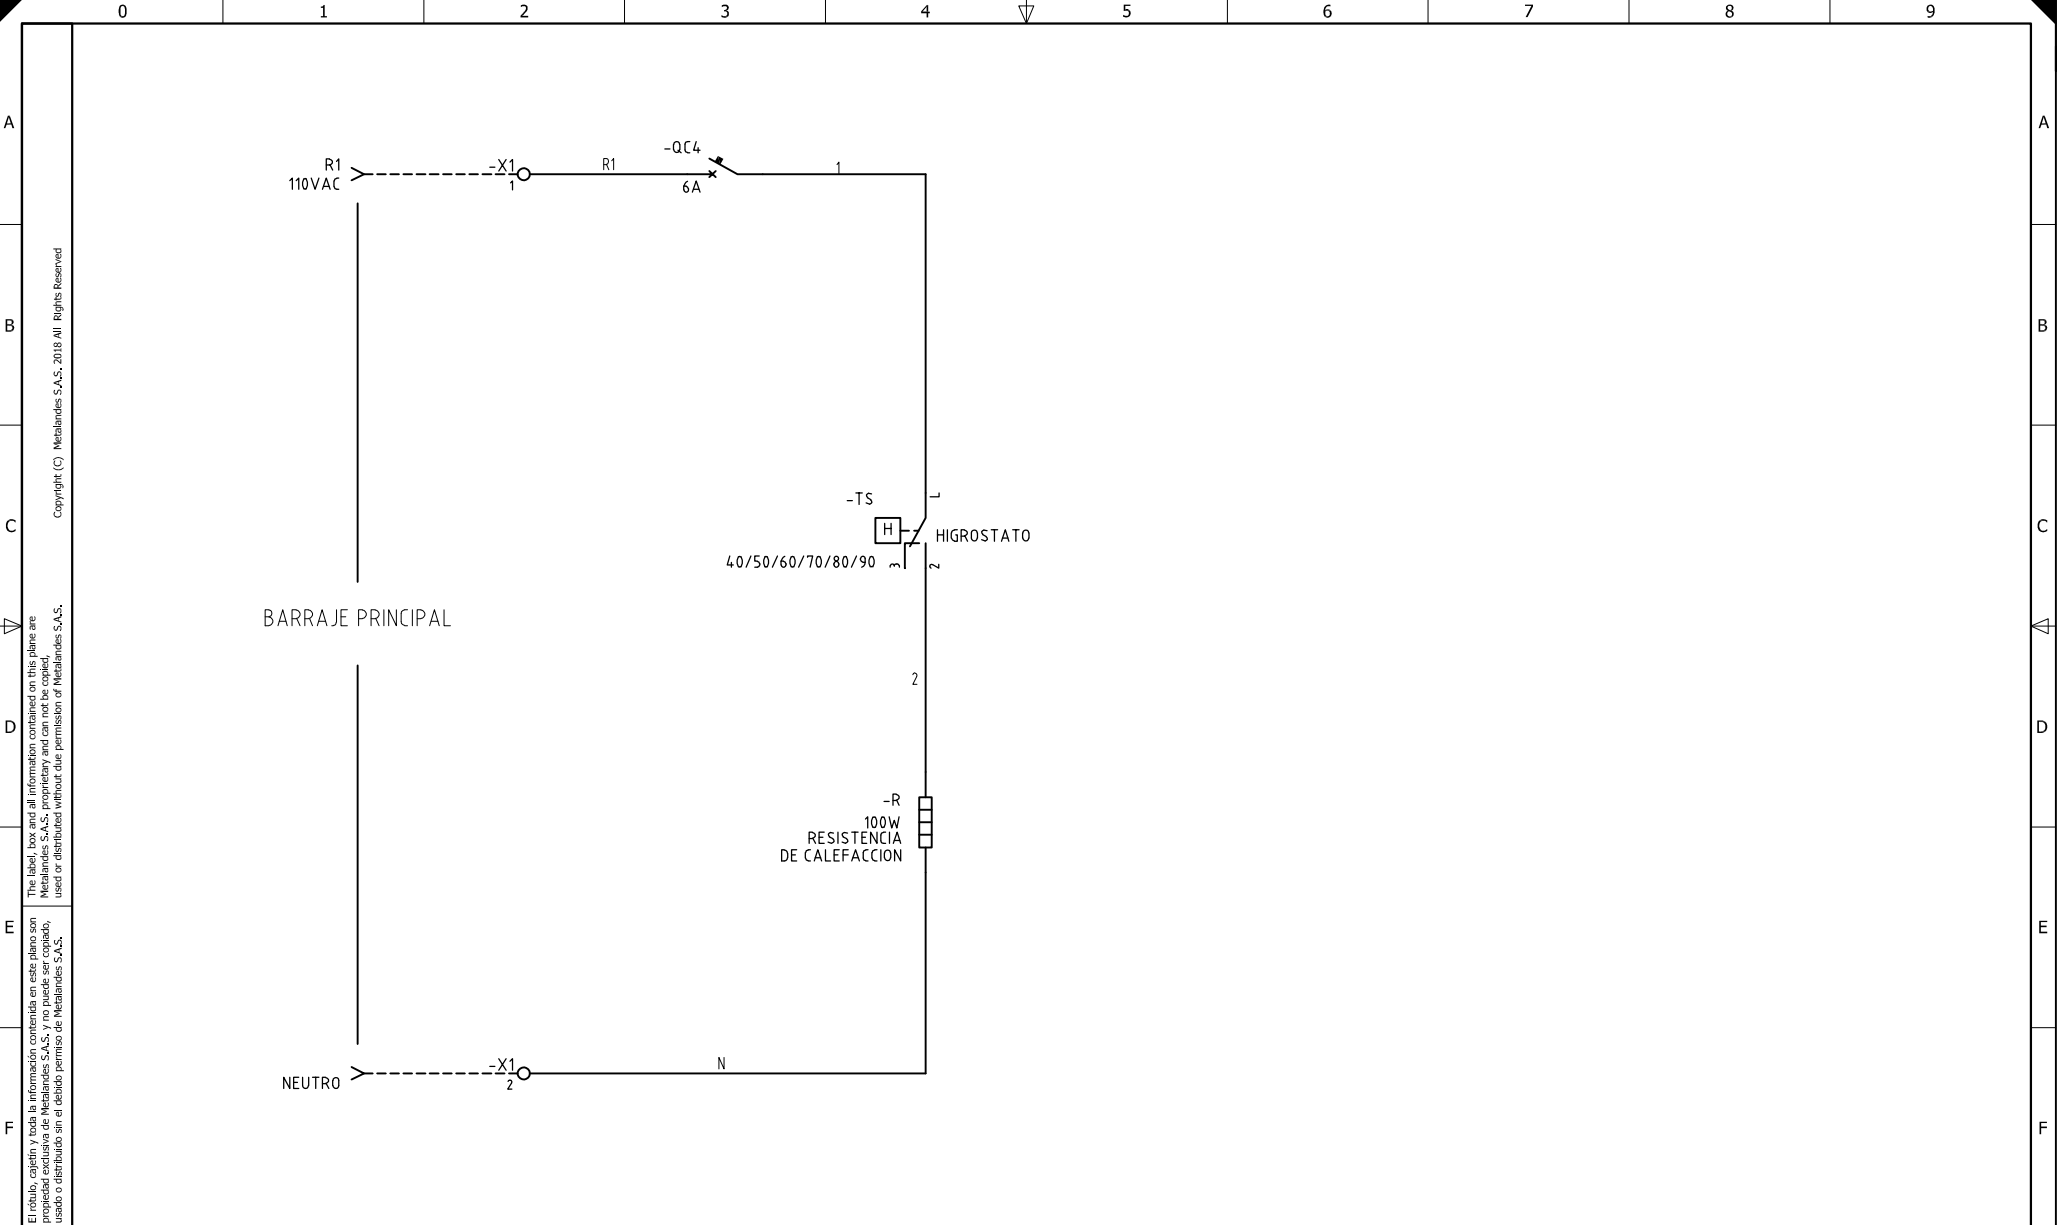 0 1 2 3 4 5 6 7 8 9
A A
R1
110VAC
-X1
1
R1
-QC4
6A
1
B B
Copyright (C) Metalandes S.A.S. 2018 All Rights Reserved
C C
-TS
L
H
HIGROSTATO
40/50/60/70/80/90
3
2
BARRAJE PRINCIPAL
The label, box and all information contained on this plane are
Metalandes S.A.S. proprietary and can not be copied,
used or distributed without due permission of Metalandes S.A.S.
2
D D
-R
100W
RESISTENCIA
DE CALEFACCION
E E
El rótulo, cajetín y toda la información contenida en este plano son
propiedad exclusiva de Metalandes S.A.S. y no puede ser copiado,
usado o distribuido sin el debido permiso de Metalandes S.A.S.
NEUTRO
-X1
2
N
F F